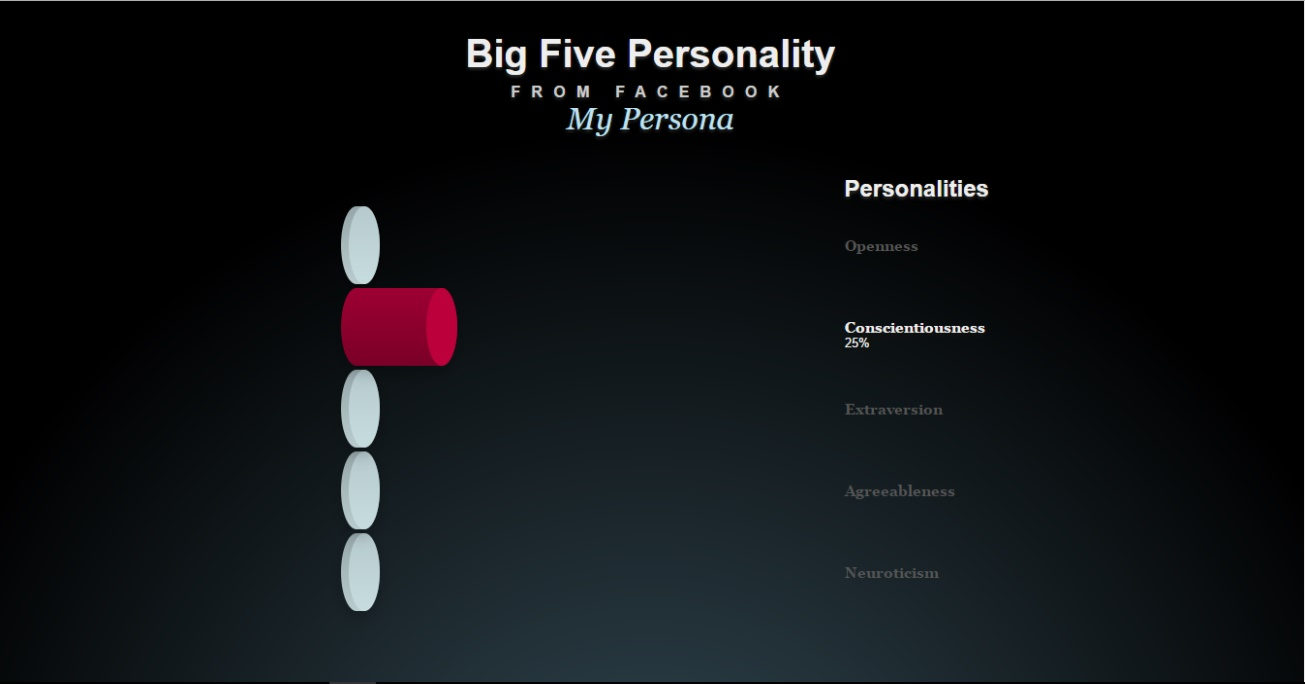 Big Five Personality
FROM FACEBOOK
My Persona
Personalities
Openness
Conscientiousness
25%
Extraversion
Agreeableness
Neuroticism